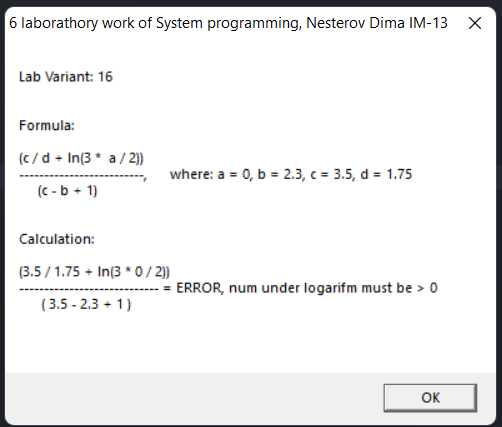 6 laborathory work of System programming, Nesterov Dima IM-13
Lab Variant: 16
Formula:
(c / d + ln(3 *  a / 2))
-------------------------,     where: a = 0, b = 2.3, c = 3.5, d = 1.75
(c - b + 1)
Calculation:
(3.5 / 1.75 + ln(3 * 0 / 2))
---------------------------- = ERROR, num under logarifm must be > 0
( 3.5 - 2.3 + 1 )
OK